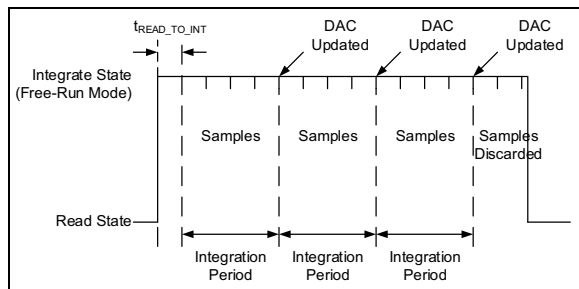 tREAD_TO_INT
DAC
Updated
DAC
Updated
DAC
Updated
Integrate State
(Free-Run Mode)
Samples
Samples
Samples
Samples
Discarded
Read State
Integration
Period
Integration
Period
Integration
Period